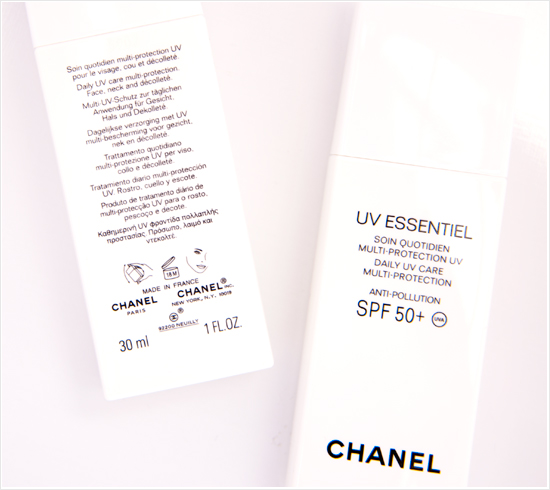 Soin quotidien multi-protection UV
pour le visage, cou et décolleté.
Daily UV care multi-protection.
Face, neck and décolleté.
Multi UV-Schutz zur täglichen
Anwendung für Gesicht,
Hals und Dekolleté.
Dagelijkse verzorging met UV
multi-bescherming voor gezicht,
nek en décolleté.
Trattamento quotidiano
multi-protezione UV per viso,
collo e décolleté.
Tratamiento diario multi-protección
UV. Rostro, cuello y escote.
Produto de tratamento diário de
multi-protecção UV para o rosto,
pescoço e decote.
Καθημερινή UV φροντίδα πολλαπλής
προστασίας. Πρόσωπο, λαιμό και
ντεκολτέ.
18M
MADE IN FRANCE
CHANEL
PARIS
CHANEL® INC.
NEW YORK, N.Y. 10019
92200 NEUILLY
30 ml
1 FL.OZ.
UV ESSENTIEL
SOIN QUOTIDIEN
MULTI-PROTECTION UV
DAILY UV CARE
MULTI-PROTECTION
ANTI-POLLUTION
SPF 50+ UVA
CHANEL